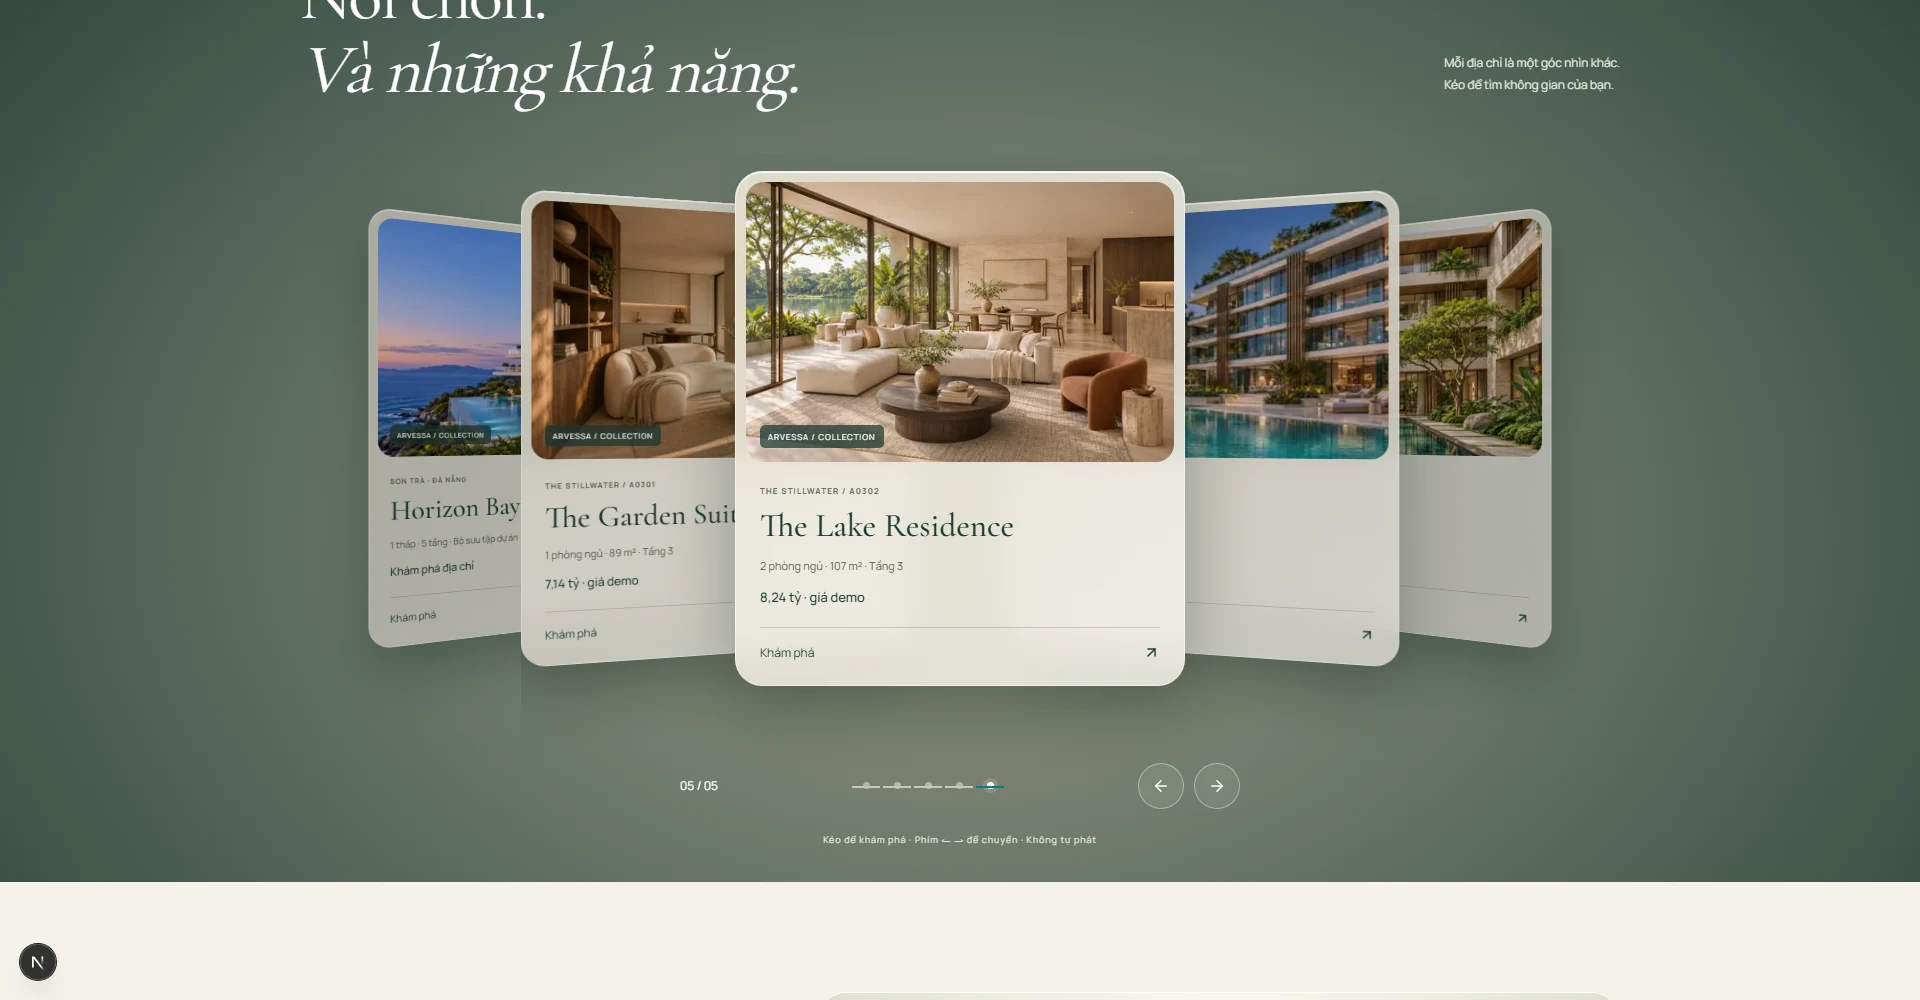 Nơi chốn.
Và những khả năng.
Mỗi địa chỉ là một góc nhìn khác.
Kéo để tìm không gian của bạn.
ARVESSA / COLLECTION
SƠN TRÀ · ĐÀ NẴNG
Horizon Bay
1 tháp · 5 tầng · Bộ sưu tập dự án
Khám phá địa chỉ
Khám phá
ARVESSA / COLLECTION
THE STILLWATER / A0301
The Garden Suit
1 phòng ngủ · 89 m² · Tầng 3
7,14 tỷ · giá demo
Khám phá
ARVESSA / COLLECTION
THE STILLWATER / A0302
The Lake Residence
2 phòng ngủ · 107 m² · Tầng 3
8,24 tỷ · giá demo
Khám phá
05 / 05
Kéo để khám phá · Phím ← → để chuyển · Không tự phát
N